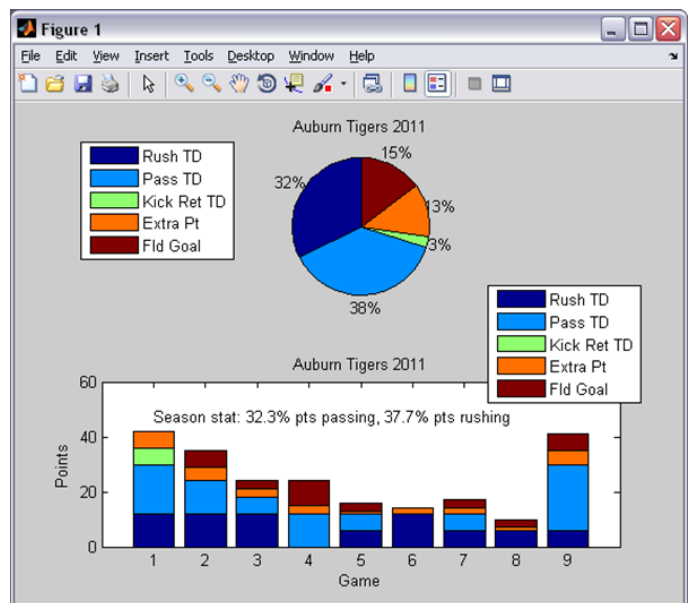 Figure 1
File Edit View Insert Tools Desktop Window Help
Auburn Tigers 2011
Rush TD
Pass TD
Kick Ret TD
Extra Pt
Fld Goal
15%
32%
13%
3%
38%
Rush TD
Pass TD
Kick Ret TD
Extra Pt
Fld Goal
Auburn Tigers 2011
Season stat: 32.3% pts passing, 37.7% pts rushing
Points
60
40
20
0
1 2 3 4 5 6 7 8 9
Game